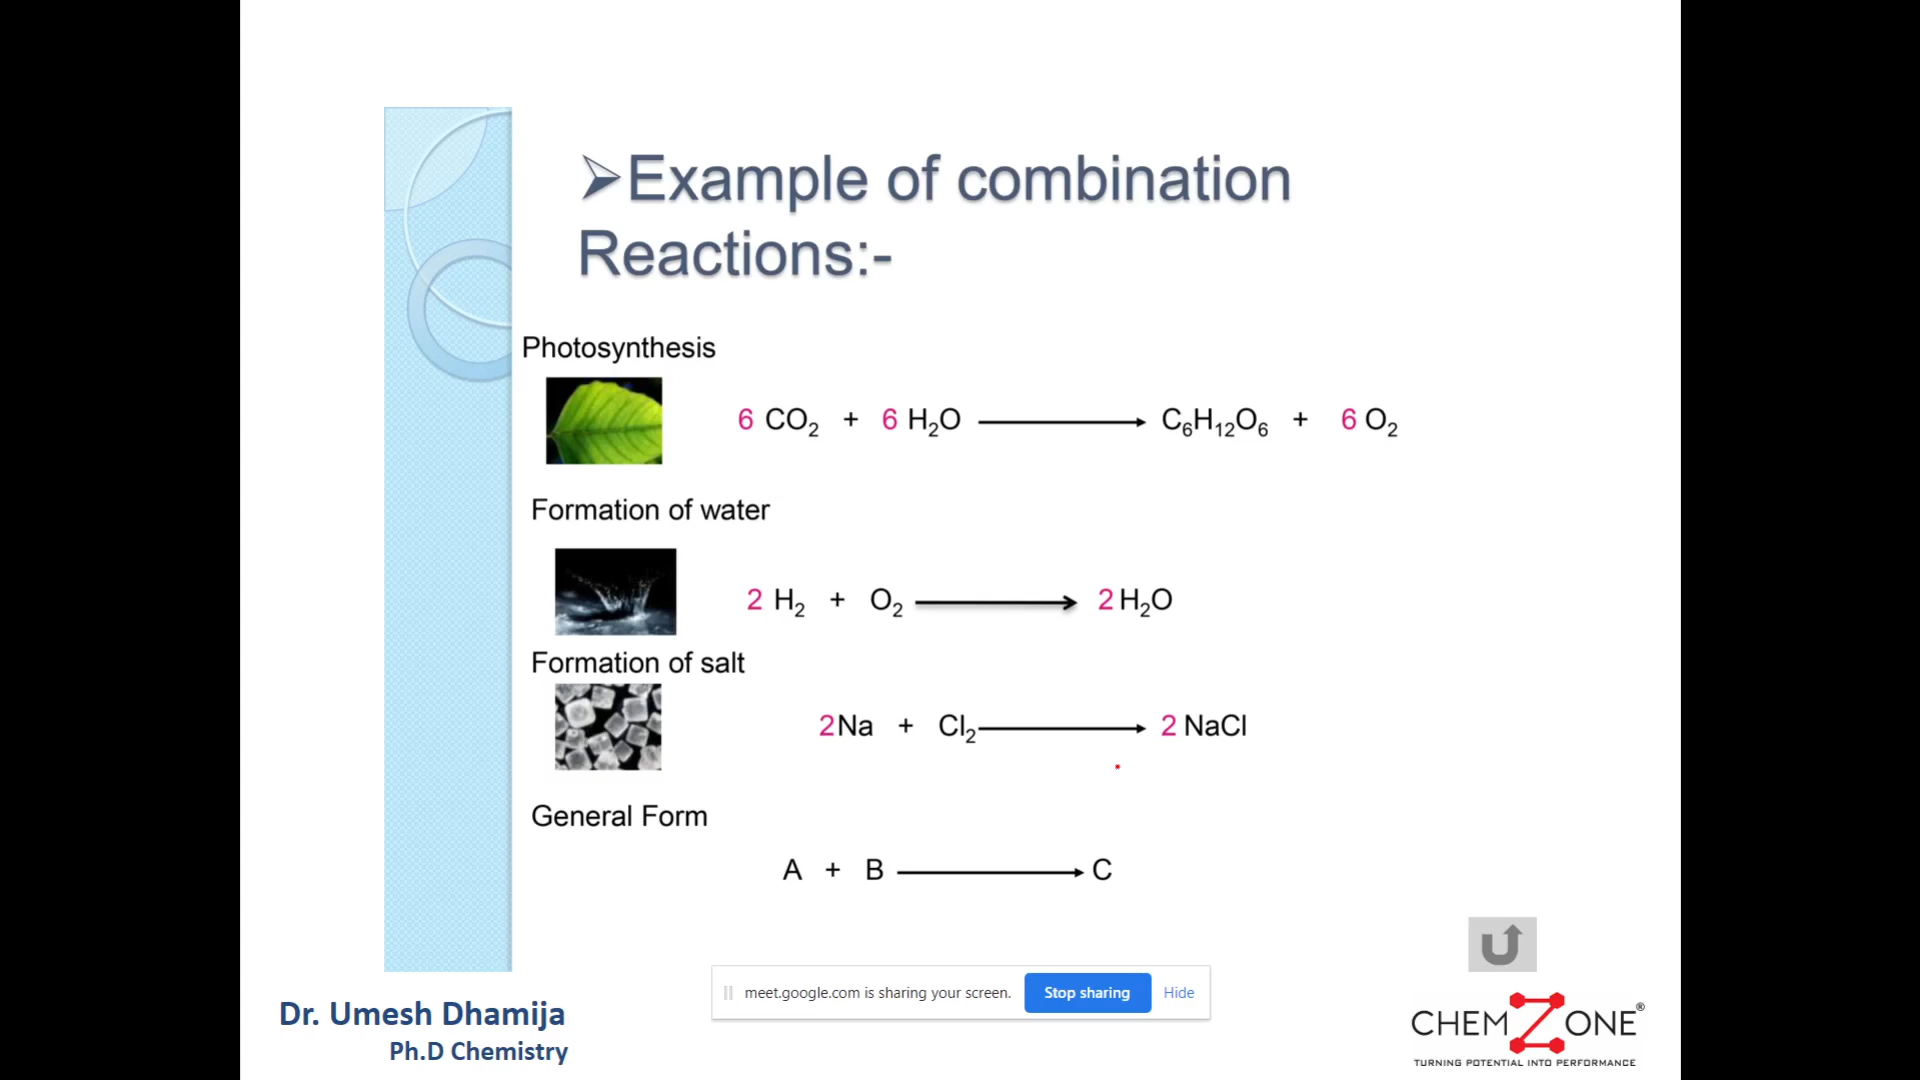 ➢Example of combination
Reactions:-
Photosynthesis
6 CO₂ + 6 H₂O ⟶ C₆H₁₂O₆ + 6 O₂
Formation of water
2 H₂ + O₂ ⟶ 2 H₂O
Formation of salt
2Na + Cl₂ ⟶ 2 NaCl
General Form
A + B ⟶ C
meet.google.com is sharing your screen. Stop sharing Hide
Dr. Umesh Dhamija
Ph.D Chemistry
CHEMZONE®
TURNING POTENTIAL INTO PERFORMANCE